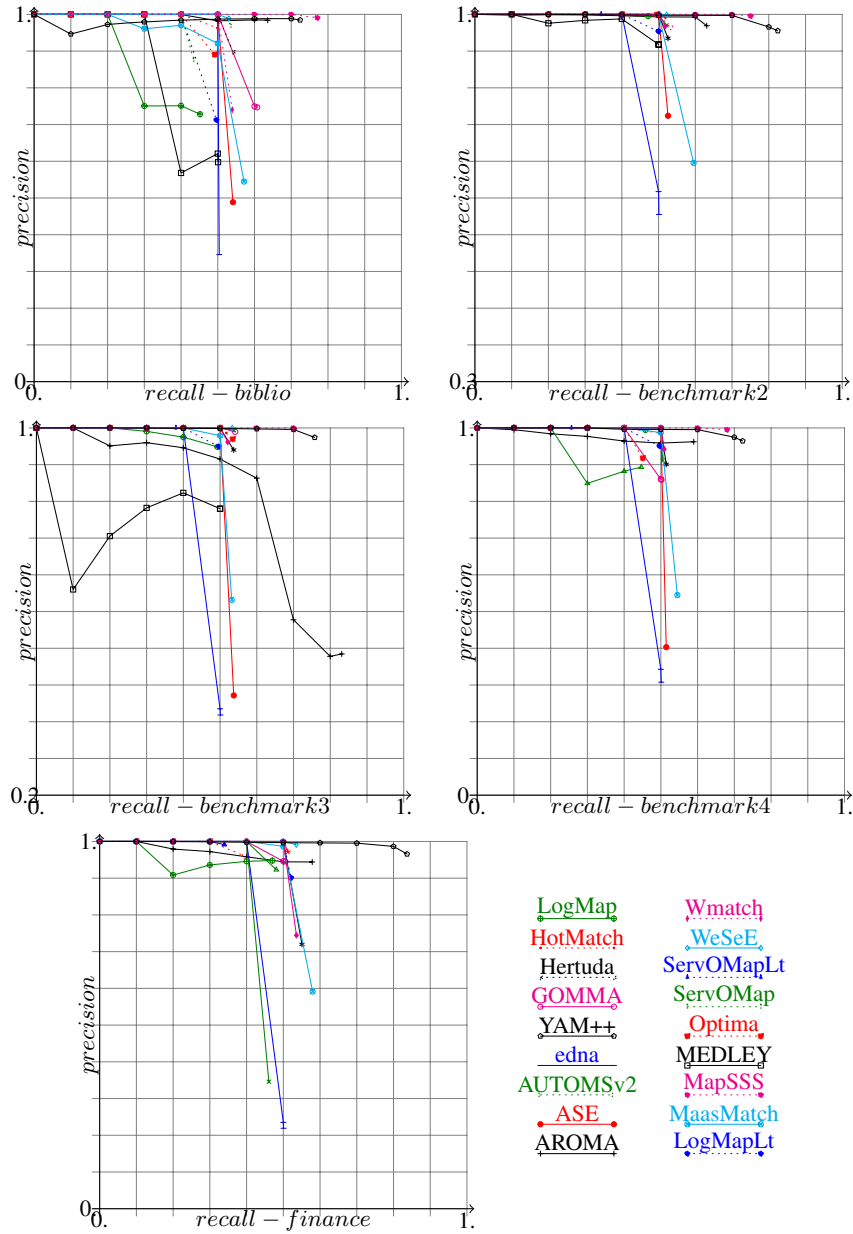 1. 1.
precision precision
0. 0.3
0. recall − biblio 1. 0. recall − benchmark2 1.
1. 1.
precision precision
0.2 0.
0. recall − benchmark3 1. 0. recall − benchmark4 1.
1.
precision
0.
0. recall − finance 1.
LogMap Wmatch
HotMatch WeSeE
Hertuda ServOMapLt
GOMMA ServOMap
YAM++ Optima
edna MEDLEY
AUTOMSv2 MapSSS
ASE MaasMatch
AROMA LogMapLt